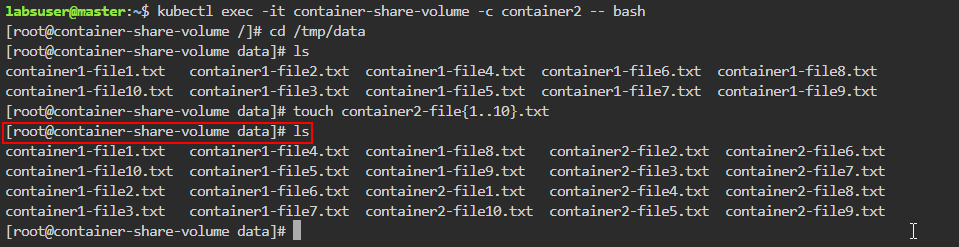 labsuser@master:~$ kubectl exec -it container-share-volume -c container2 -- bash
[root@container-share-volume /]# cd /tmp/data
[root@container-share-volume data]# ls
container1-file1.txt   container1-file2.txt  container1-file4.txt  container1-file6.txt  container1-file8.txt
container1-file10.txt  container1-file3.txt  container1-file5.txt  container1-file7.txt  container1-file9.txt
[root@container-share-volume data]# touch container2-file{1..10}.txt
[root@container-share-volume data]# ls
container1-file1.txt   container1-file4.txt  container1-file8.txt   container2-file2.txt  container2-file6.txt
container1-file10.txt  container1-file5.txt  container1-file9.txt   container2-file3.txt  container2-file7.txt
container1-file2.txt   container1-file6.txt  container2-file1.txt   container2-file4.txt  container2-file8.txt
container1-file3.txt   container1-file7.txt  container2-file10.txt  container2-file5.txt  container2-file9.txt
[root@container-share-volume data]#